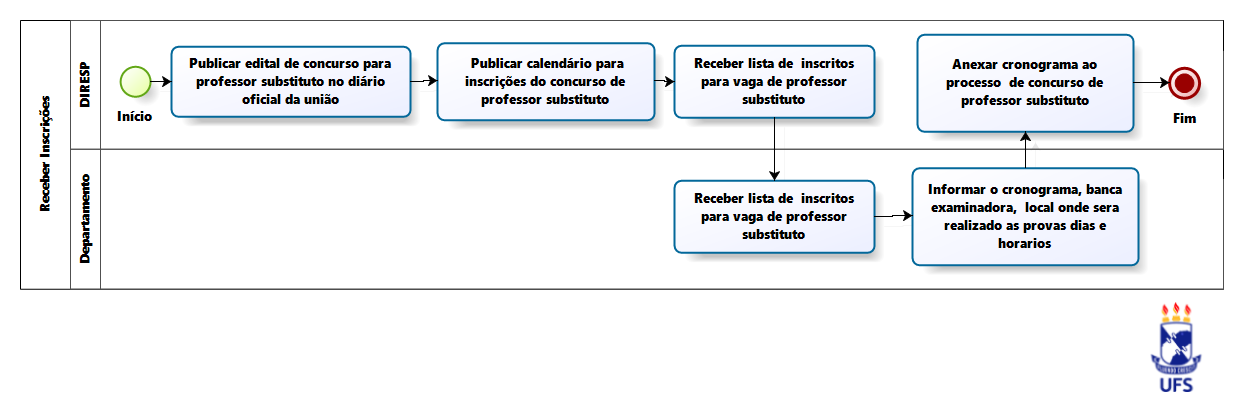 Receber Inscrições
DIRESP
Início
Publicar edital de concurso para
professor substituto no diário
oficial da união
Publicar calendário para
inscrições do concurso de
professor substituto
Receber lista de inscritos
para vaga de professor
substituto
Anexar cronograma ao
processo de concurso de
professor substituto
Fim
Departamento
Receber lista de inscritos
para vaga de professor
substituto
Informar o cronograma, banca
examinadora, local onde sera
realizado as provas dias e
horarios
UFS